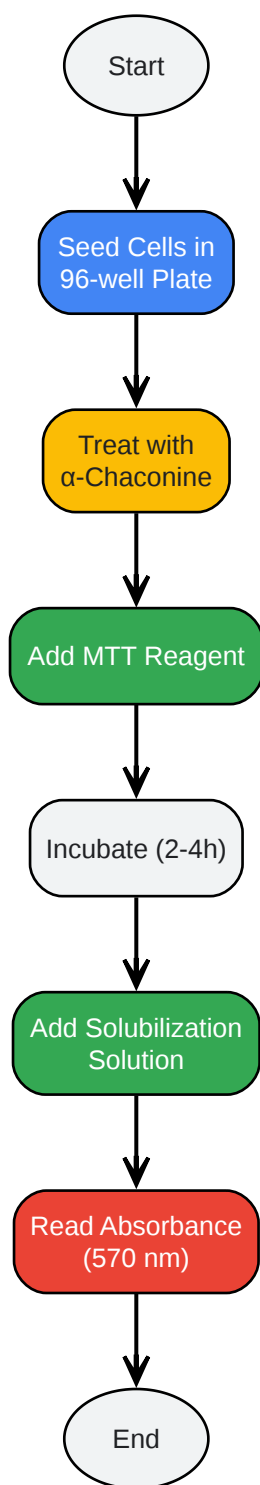 Start
Seed Cells in
96-well Plate
Treat with
α-Chaconine
Add MTT Reagent
Incubate (2-4h)
Add Solubilization
Solution
Read Absorbance
(570 nm)
End